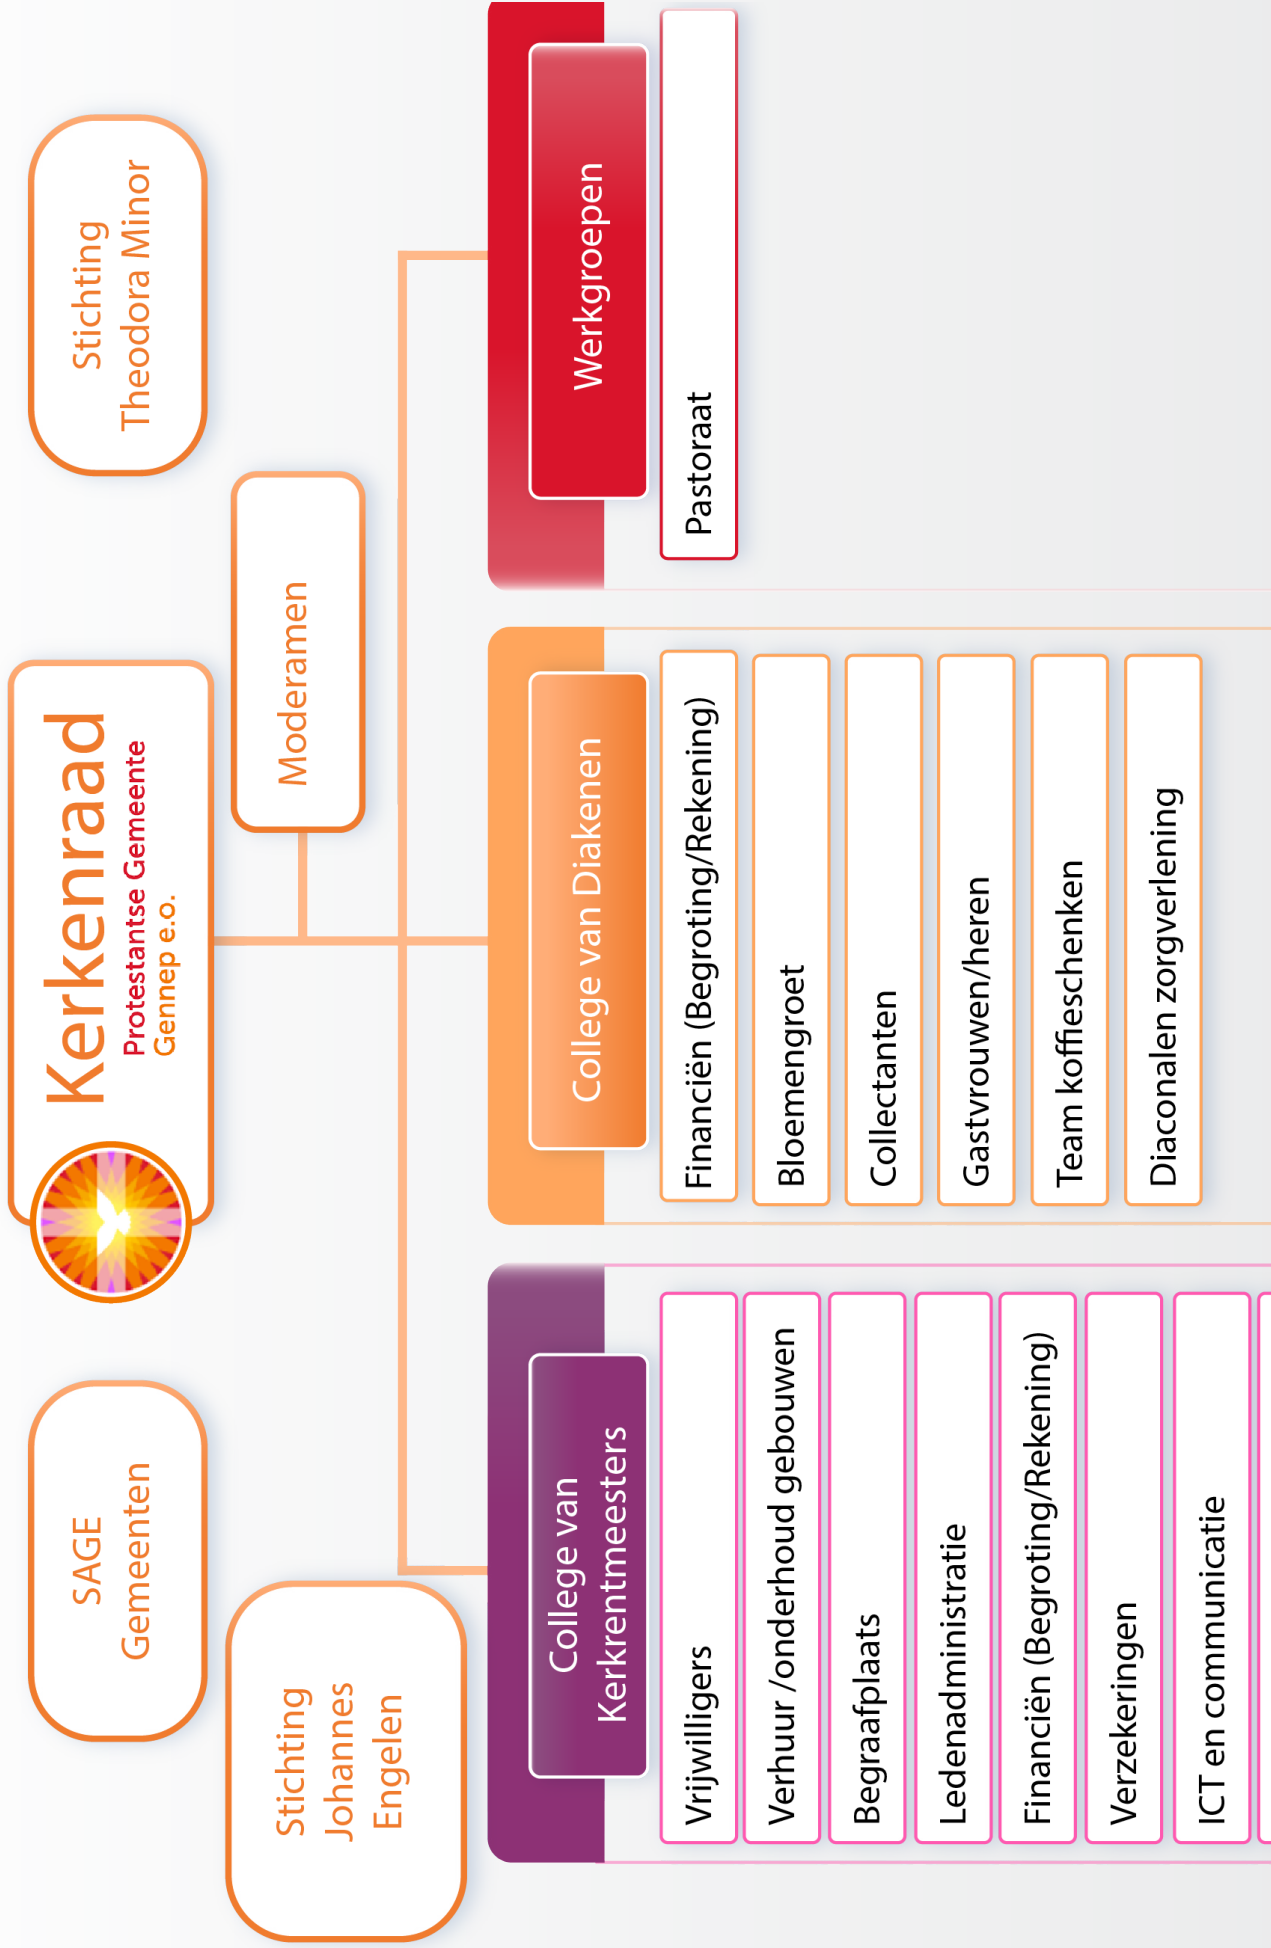 SAGE
Gemeenten
Kerkenraad
Protestantse Gemeente
Gennep e.o.
Stichting
Theodora Minor
Stichting
Johannes
Engelen
Moderamen
College van
Kerkrentmeesters
Vrijwilligers
Verhuur /onderhoud gebouwen
Begraafplaats
Ledenadministratie
Financiën (Begroting/Rekening)
Verzekeringen
ICT en communicatie
College van Diakenen
Financiën (Begroting/Rekening)
Bloemengroet
Collectanten
Gastvrouwen/heren
Team koffieschenken
Diaconalen zorgverlening
Werkgroepen
Pastoraat